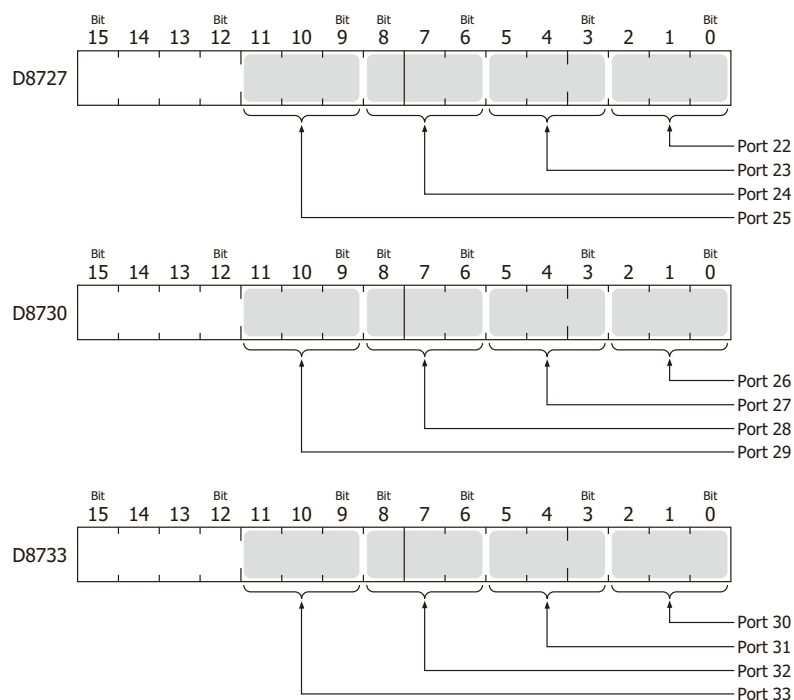 Bit Bit Bit Bit Bit Bit Bit
15 14 13 12 11 10 9 8 7 6 5 4 3 2 1 0
D8727
Port 22
Port 23
Port 24
Port 25
Bit Bit Bit Bit Bit Bit Bit
15 14 13 12 11 10 9 8 7 6 5 4 3 2 1 0
D8730
Port 26
Port 27
Port 28
Port 29
Bit Bit Bit Bit Bit Bit Bit
15 14 13 12 11 10 9 8 7 6 5 4 3 2 1 0
D8733
Port 30
Port 31
Port 32
Port 33